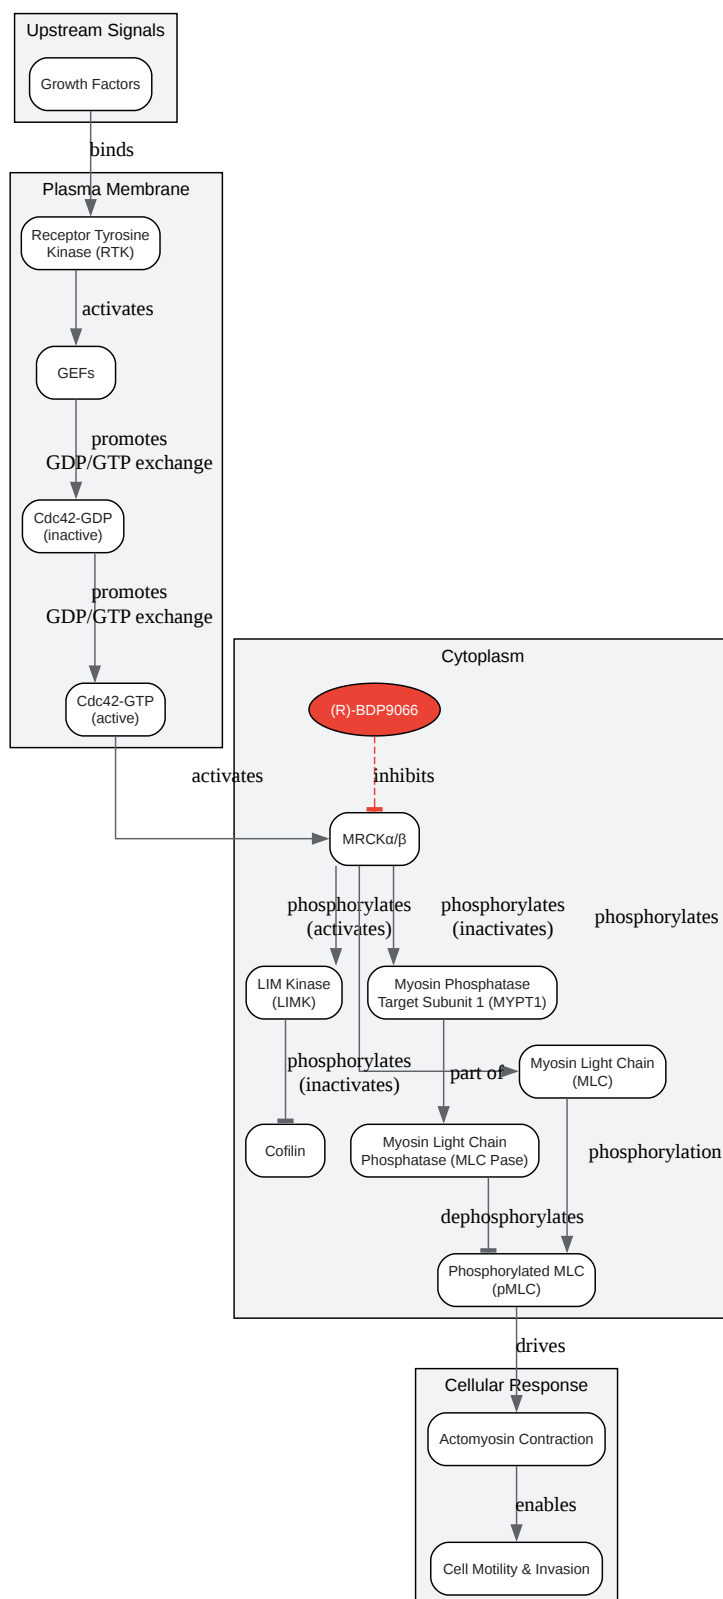 Upstream Signals
Growth Factors
binds
Plasma Membrane
Receptor Tyrosine
Kinase (RTK)
activates
GEFs
promotes
GDP/GTP exchange
Cdc42-GDP
(inactive)
promotes
GDP/GTP exchange
Cdc42-GTP
(active)
activates
Cytoplasm
(R)-BDP9066
inhibits
MRCKα/β
phosphorylates
(activates)
phosphorylates
(inactivates)
phosphorylates
LIM Kinase
(LIMK)
Myosin Phosphatase
Target Subunit 1 (MYPT1)
phosphorylates
(inactivates)
part of
Myosin Light Chain
(MLC)
Cofilin
Myosin Light Chain
Phosphatase (MLC Pase)
phosphorylation
dephosphorylates
Phosphorylated MLC
(pMLC)
drives
Cellular Response
Actomyosin Contraction
enables
Cell Motility & Invasion